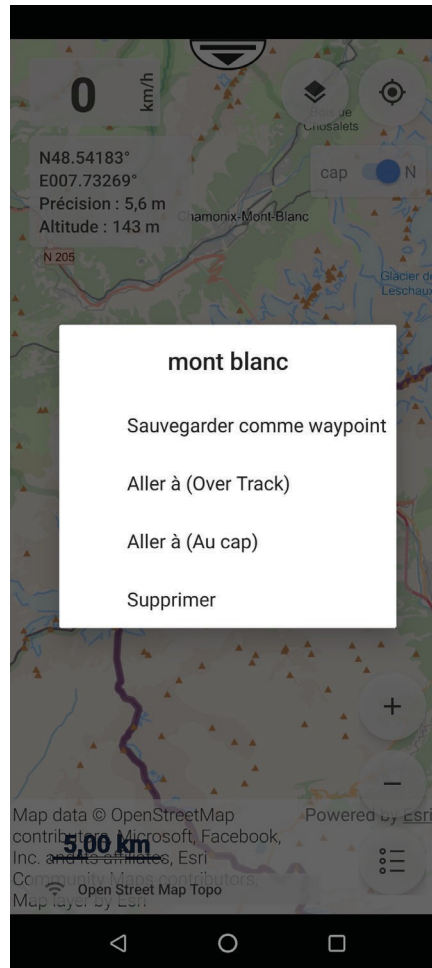 0
km/h
N48.54183°
E007.73269°
Précision : 5,6 m
Altitude : 143 m
Bois de
Chosalets
cap
N
Chamonix-Mont-Blanc
N 205
Glacier de
Leschaux
mont blanc
Sauvegarder comme waypoint
Aller à (Over Track)
Aller à (Au cap)
Supprimer
+
−
Map data © OpenStreetMap
contributors, Microsoft, Facebook,
Inc. and its affiliates, Esri
Community Maps contributors,
Map layer by Esri
Powered by Esri
5,00 km
Open Street Map Topo